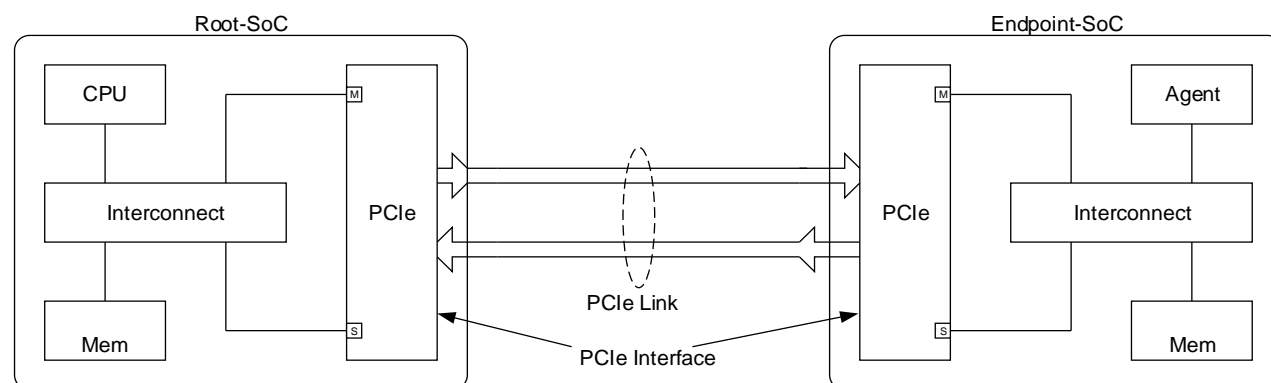 Root-SoC
Endpoint-SoC
CPU
M
M
Agent
Interconnect
PCIe
PCIe
Interconnect
PCIe Link
Mem
S
S
Mem
PCIe Interface